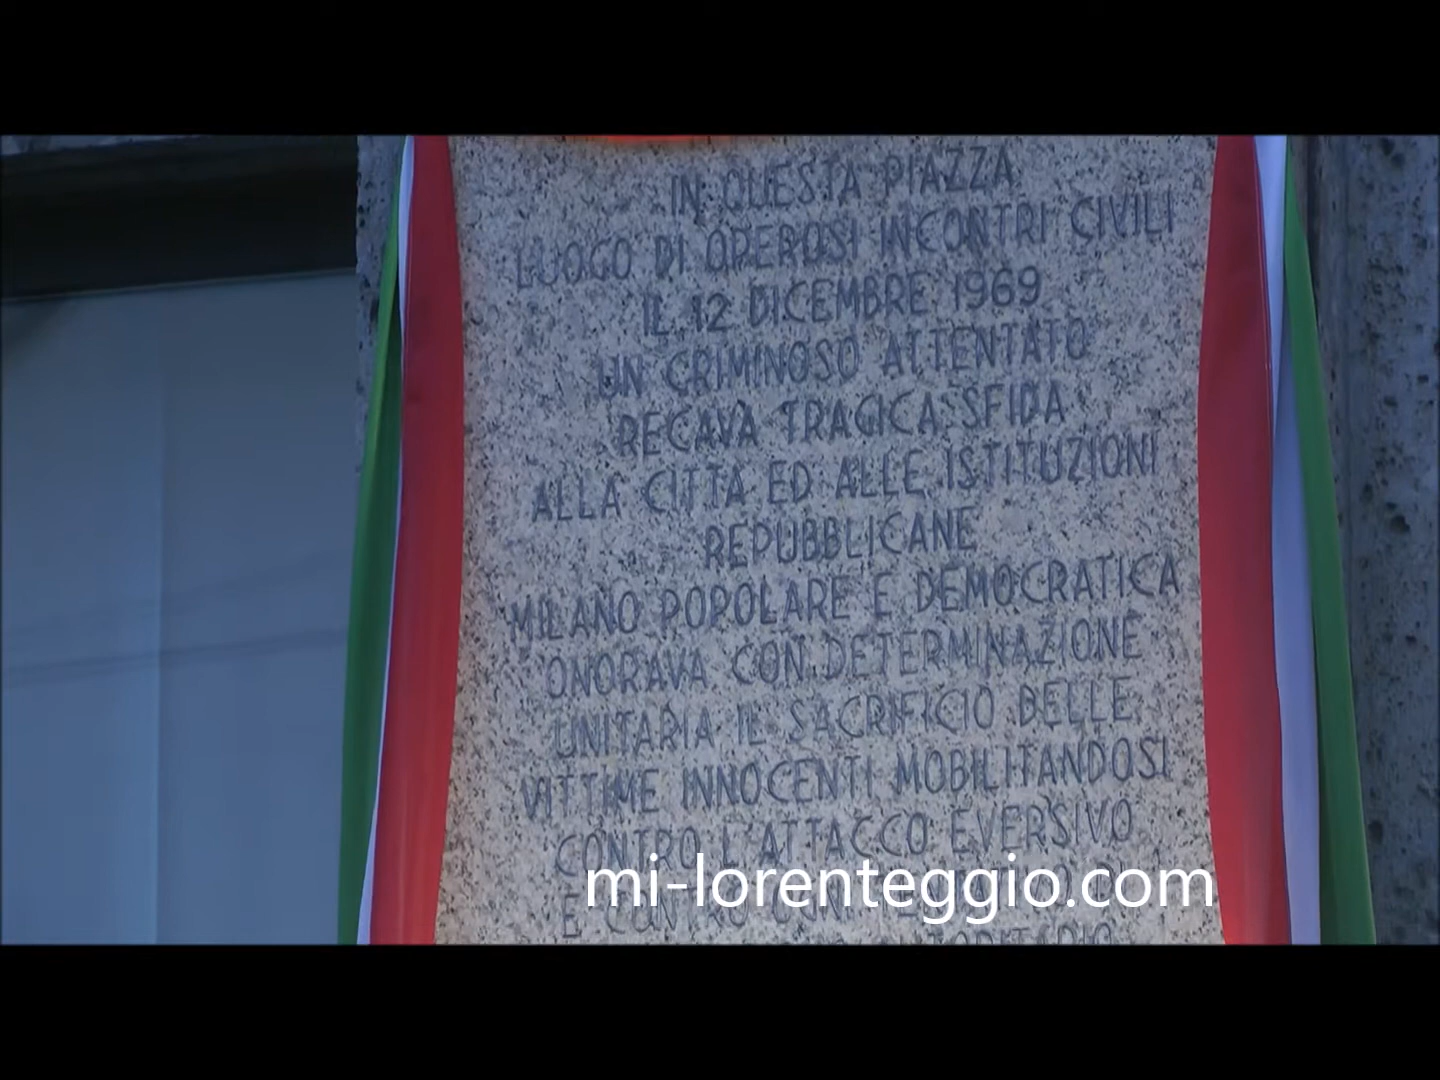 IN QUESTA PIAZZA
LUOGO DI OPEROSI INCONTRI CIVILI
IL 12 DICEMBRE 1969
UN CRIMINOSO ATTENTATO
RECAVA TRAGICA SFIDA
ALLA CITTA ED ALLE ISTITUZIONI
REPUBBLICANE
MILANO POPOLARE E DEMOCRATICA
ONORAVA CON DETERMINAZIONE
UNITARIA IL SACRIFICIO DELLE
VITTIME INNOCENTI MOBILITANDOSI
CONTRO L'ATTACCO EVERSIVO
mi-lorenteggio.com
E CONTRO